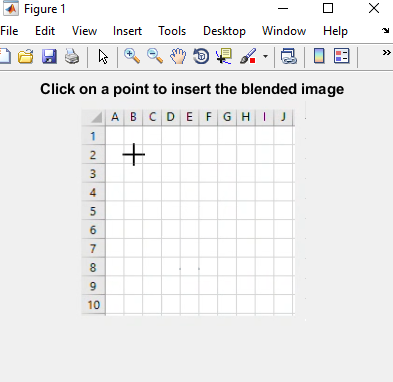 Figure 1
File Edit View Insert Tools Desktop Window Help
Click on a point to insert the blended image
A B C D E F G H I J
1
2
3
4
5
6
7
8
9
10